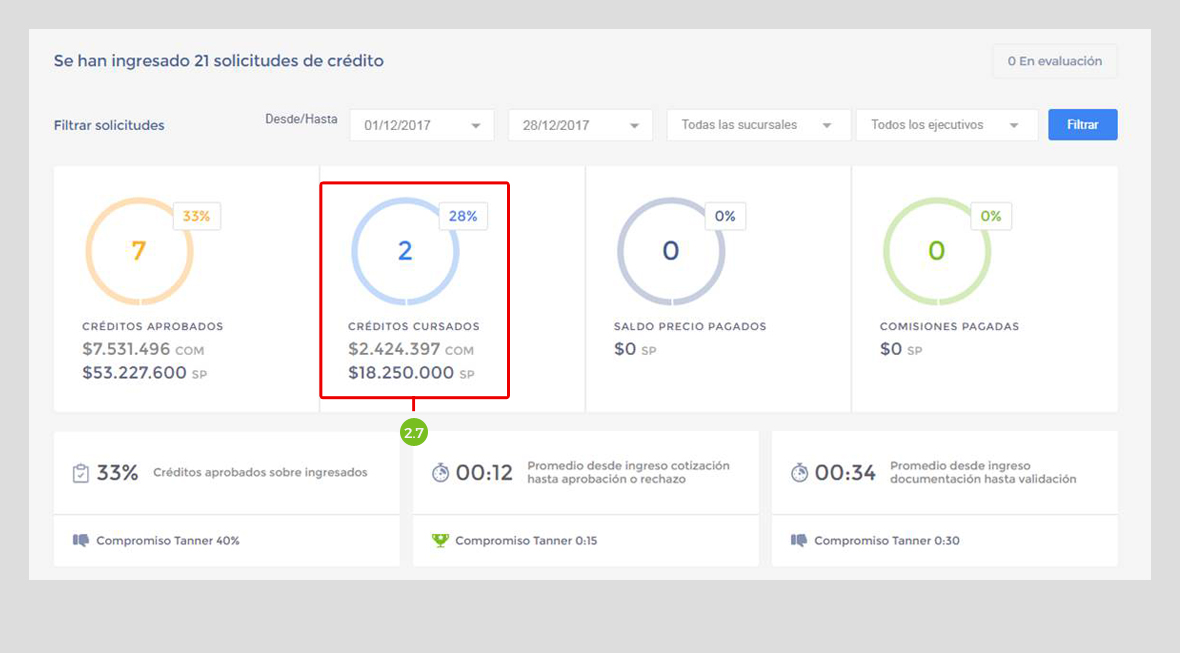 Se han ingresado 21 solicitudes de crédito
0 En evaluación
Filtrar solicitudes
Desde/Hasta
01/12/2017
28/12/2017
Todas las sucursales
Todos los ejecutivos
Filtrar
33%
7
CRÉDITOS APROBADOS
$7.531.496 COM
$53.227.600 SP
28%
2
CRÉDITOS CURSADOS
$2.424.397 COM
$18.250.000 SP
0%
0
SALDO PRECIO PAGADOS
$0 SP
0%
0
COMISIONES PAGADAS
$0 SP
2.7
33%
Créditos aprobados sobre ingresados
Compromiso Tanner 40%
00:12
Promedio desde ingreso cotización
hasta aprobación o rechazo
Compromiso Tanner 0:15
00:34
Promedio desde ingreso
documentación hasta validación
Compromiso Tanner 0:30